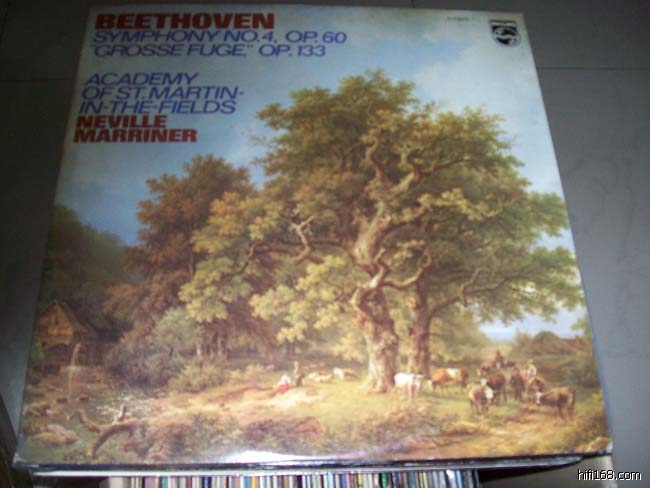 BEETHOVEN
SYMPHONY NO.4, OP.60
"GROSSE FUGE," OP.133
ACADEMY
OF ST. MARTIN-
IN-THE-FIELDS
NEVILLE
MARRINER
PHILIPS
hifi168.com